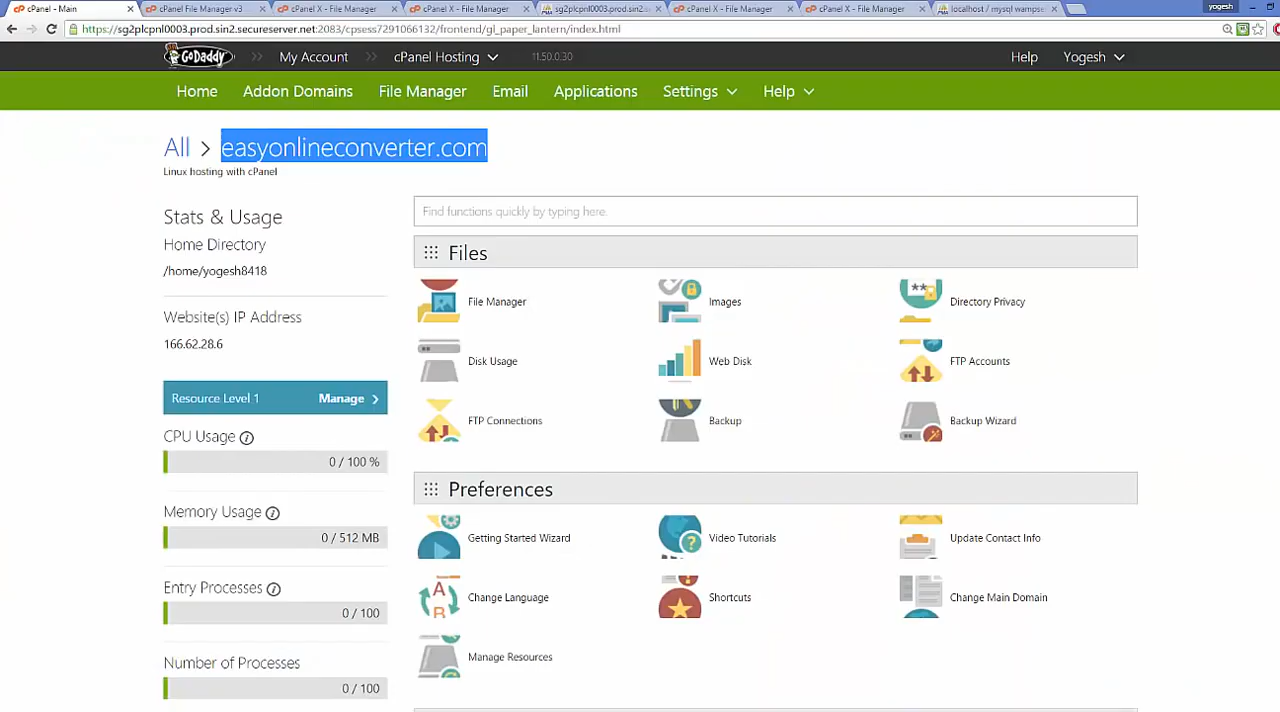 cPanel - Main
cPanel File Manager v3
cPanel X - File Manager
cPanel X - File Manager
sg2plcpnl0003.prod.sin2.s
cPanel X - File Manager
cPanel X - File Manager
localhost / mysql wampse
yogesh
https://sg2plcpnl0003.prod.sin2.secureserver.net:2083/cpsess7291066132/frontend/gl_paper_lantern/index.html
GoDaddy My Account cPanel Hosting 11.50.0.30 Help Yogesh
Home Addon Domains File Manager Email Applications Settings Help
All > easyonlineconverter.com
Linux hosting with cPanel
Stats & Usage
Home Directory
/home/yogesh8418
Website(s) IP Address
166.62.28.6
Resource Level 1 Manage
CPU Usage
0 / 100 %
Memory Usage
0 / 512 MB
Entry Processes
0 / 100
Number of Processes
0 / 100
Find functions quickly by typing here.
Files
File Manager Images Directory Privacy
Disk Usage Web Disk FTP Accounts
FTP Connections Backup Backup Wizard
Preferences
Getting Started Wizard Video Tutorials Update Contact Info
Change Language Shortcuts Change Main Domain
Manage Resources